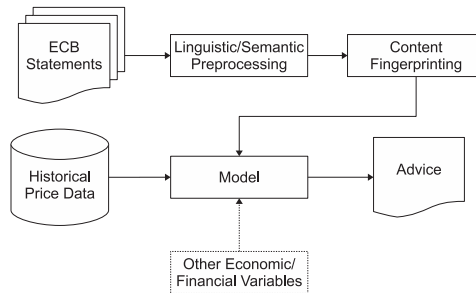 ECB
Statements
Linguistic/Semantic
Preprocessing
Content
Fingerprinting
Historical
Price Data
Model
Advice
Other Economic/
Financial Variables